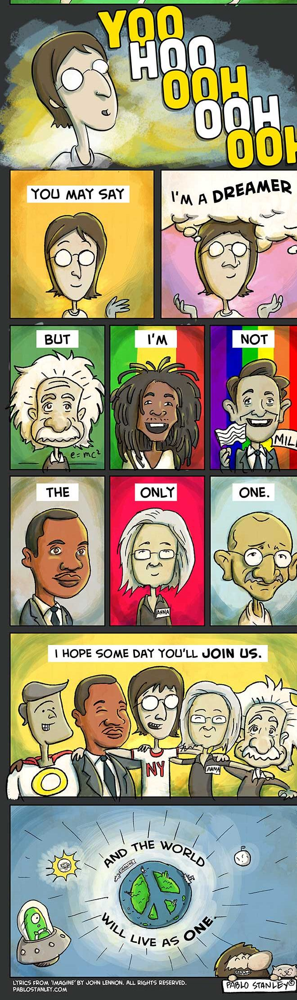 YOO
HOO
OOH
OOH
OOH
YOU MAY SAY
I'M A DREAMER
BUT
I'M
NOT
e=mc²
MIL
THE
ONLY
ONE.
ANNA
I HOPE SOME DAY YOU'LL JOIN US.
NY
ANNA
AND THE WORLD
IMAGINE
WILL LIVE AS ONE.
LYRICS FROM 'IMAGINE' BY JOHN LENNON. ALL RIGHTS RESERVED.
PABLOSTANLEY.COM
PABLO STANLEY©